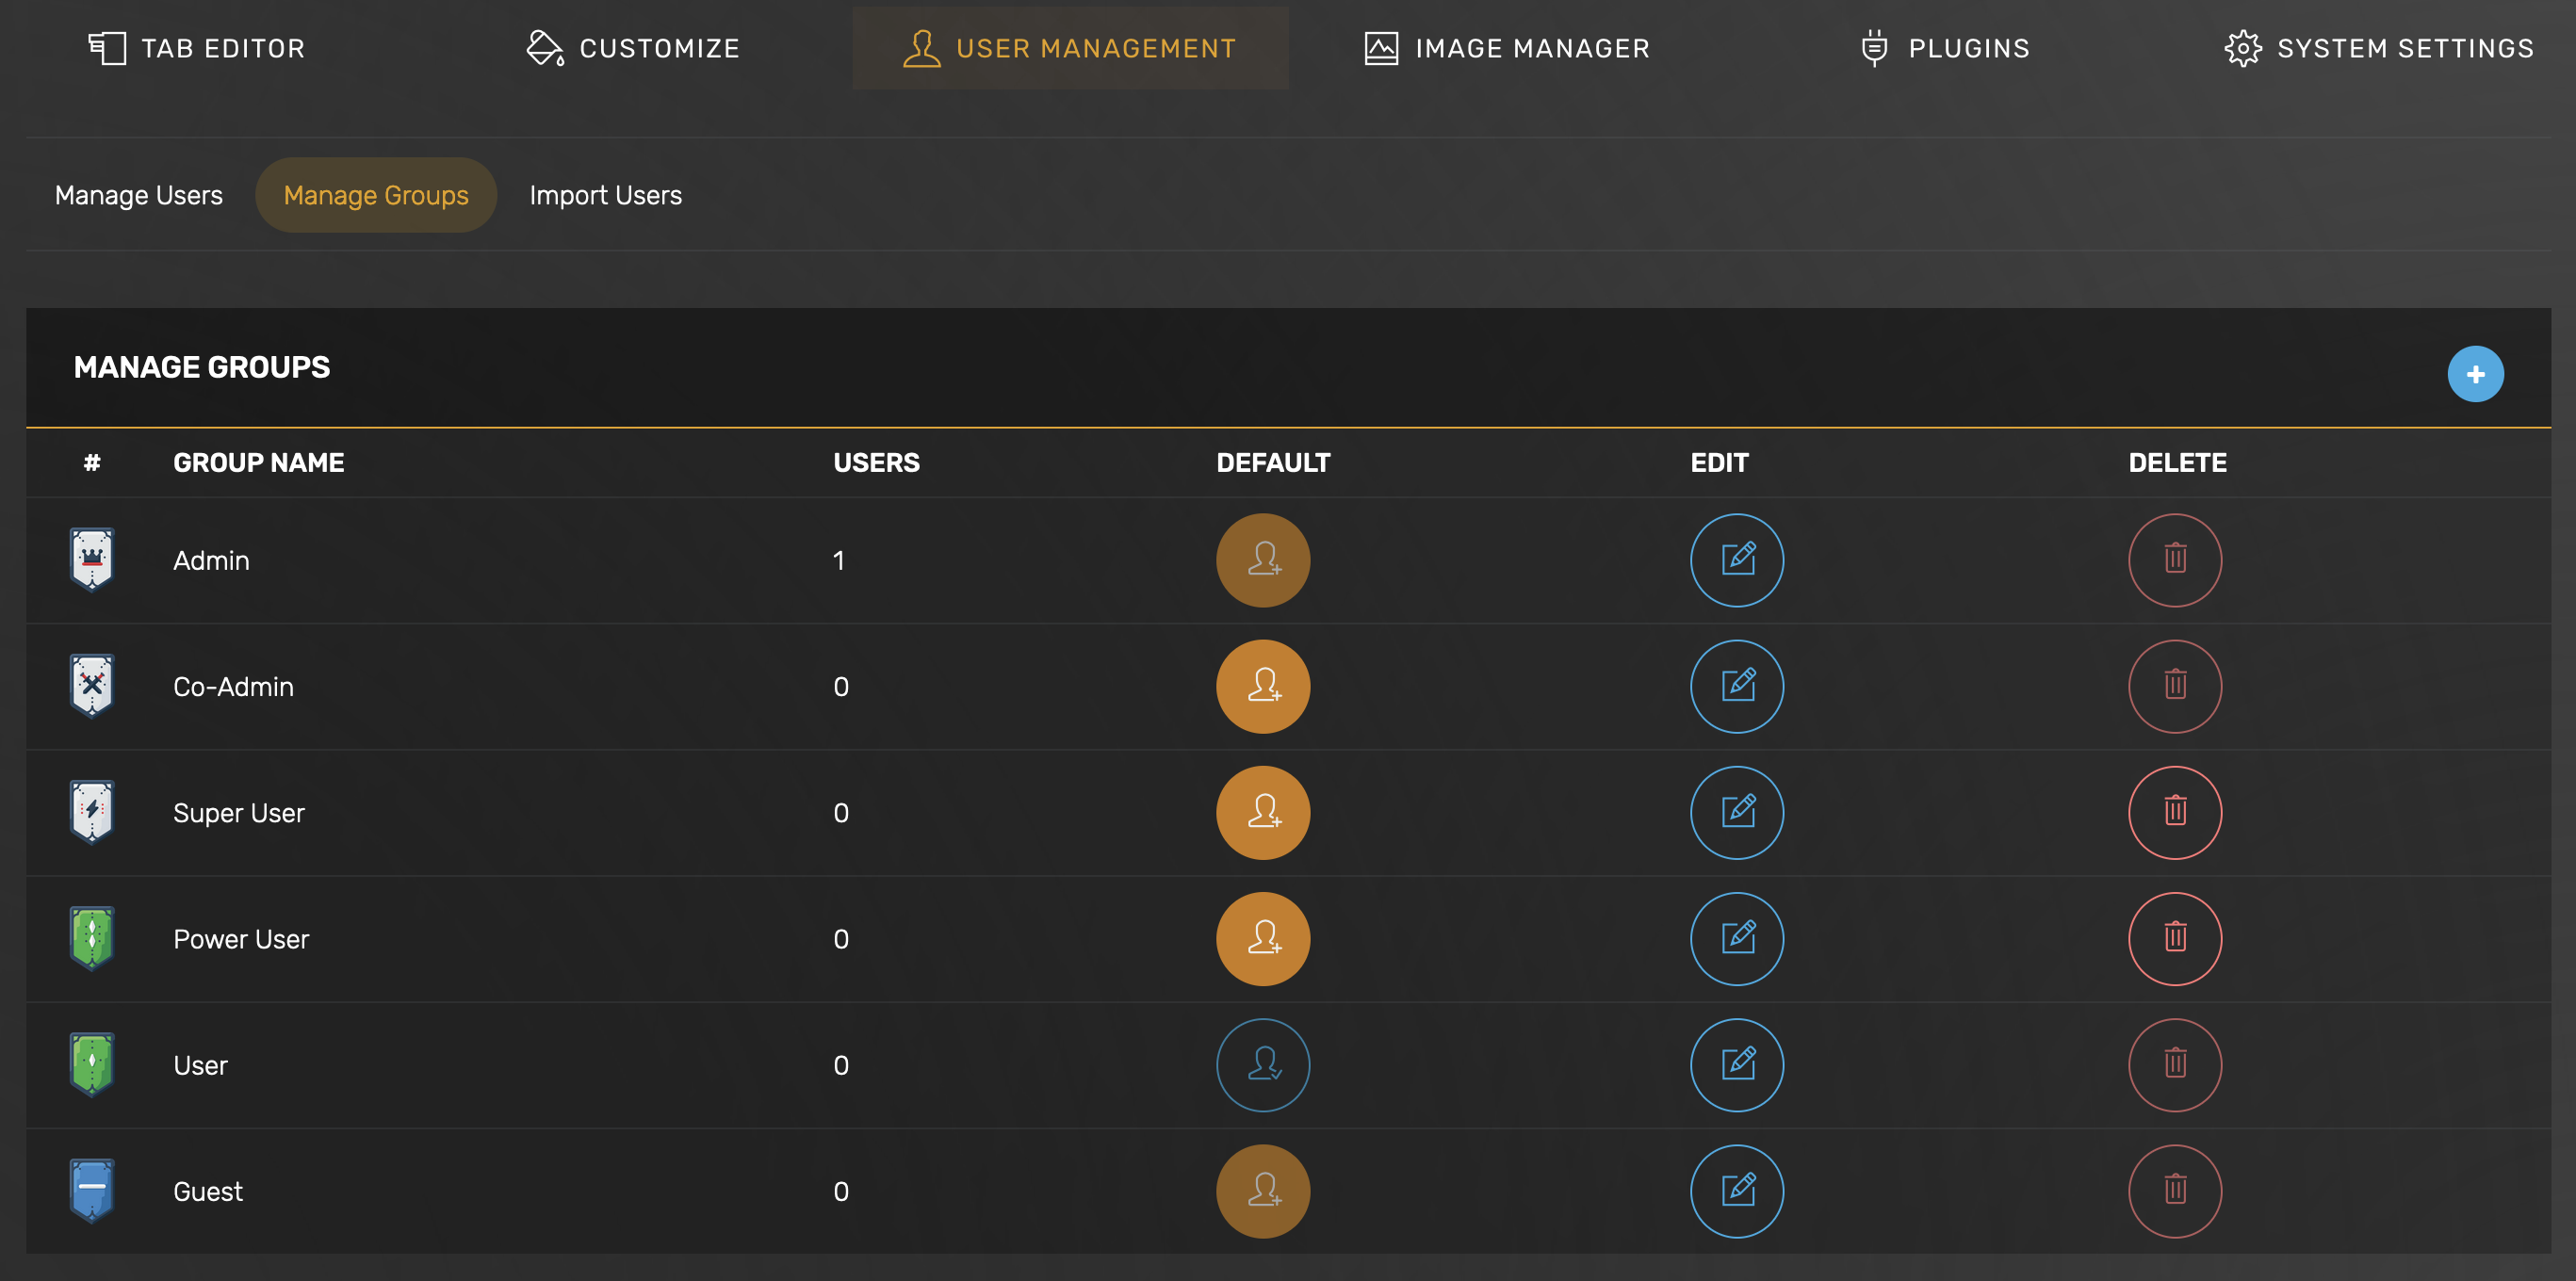 TAB EDITOR CUSTOMIZE USER MANAGEMENT IMAGE MANAGER PLUGINS SYSTEM SETTINGS
Manage Users Manage Groups Import Users
MANAGE GROUPS
# GROUP NAME USERS DEFAULT EDIT DELETE
Admin 1
Co-Admin 0
Super User 0
Power User 0
User 0
Guest 0